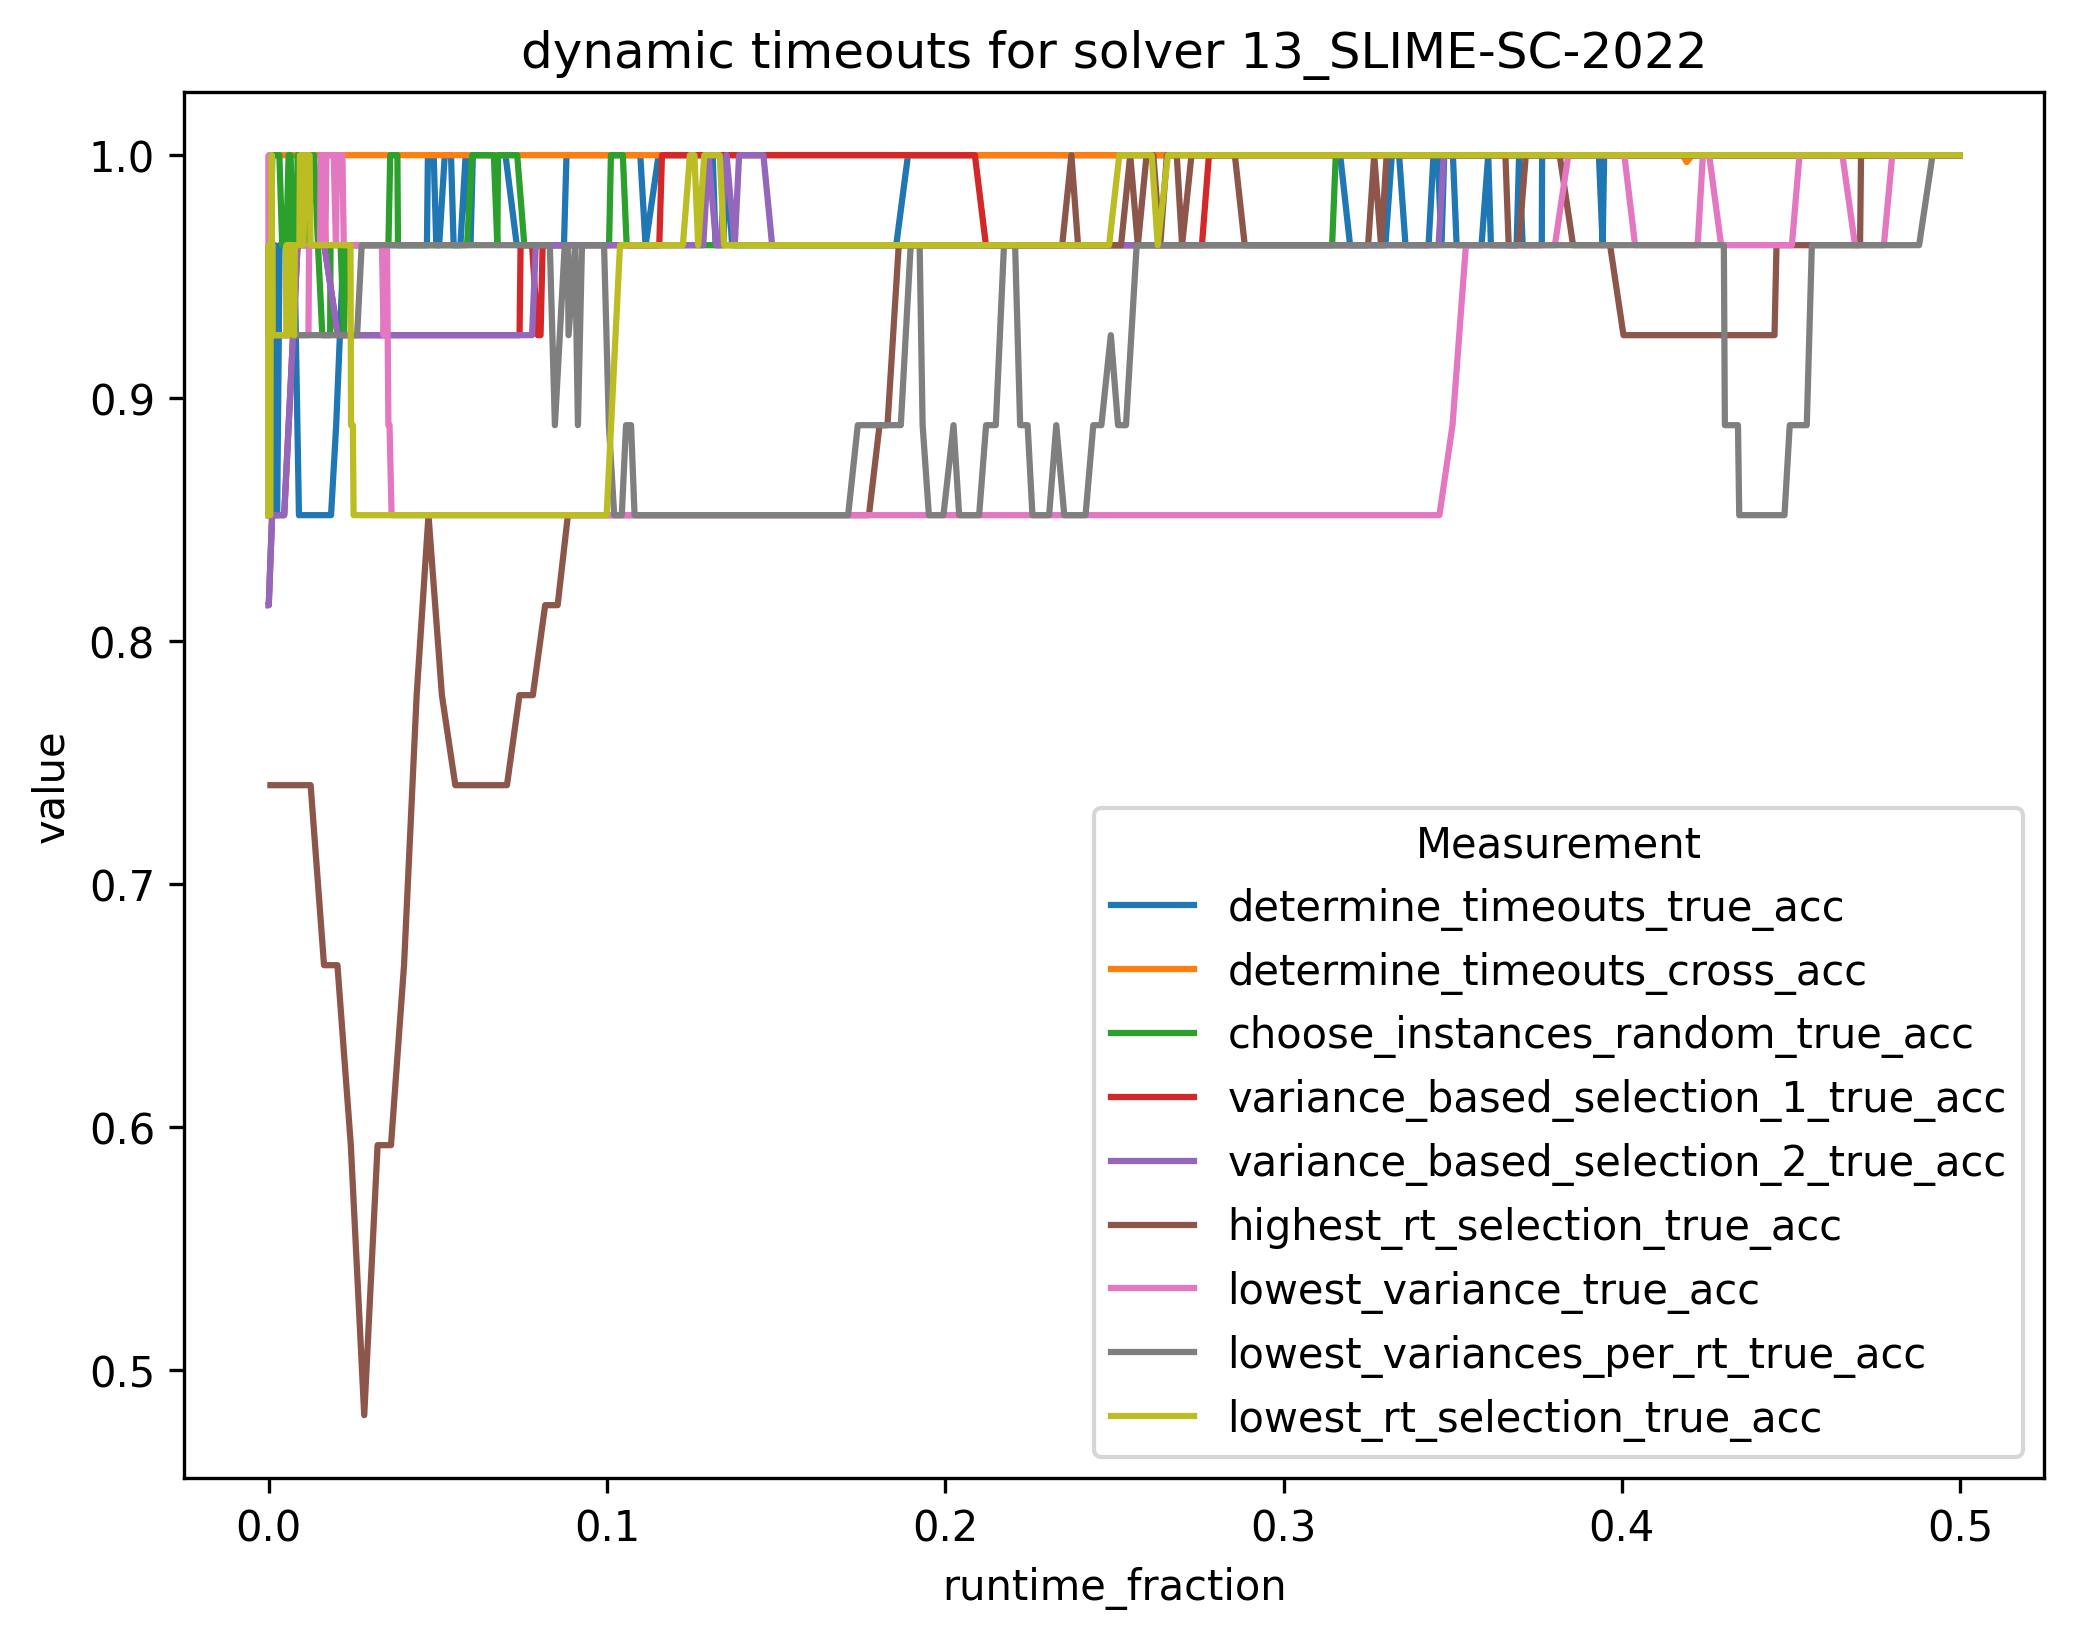 dynamic timeouts for solver 13_SLIME-SC-2022
1.0
0.9
0.8
0.7
0.6
0.5
value
Measurement
determine_timeouts_true_acc
determine_timeouts_cross_acc
choose_instances_random_true_acc
variance_based_selection_1_true_acc
variance_based_selection_2_true_acc
highest_rt_selection_true_acc
lowest_variance_true_acc
lowest_variances_per_rt_true_acc
lowest_rt_selection_true_acc
0.0 0.1 0.2 0.3 0.4 0.5
runtime_fraction